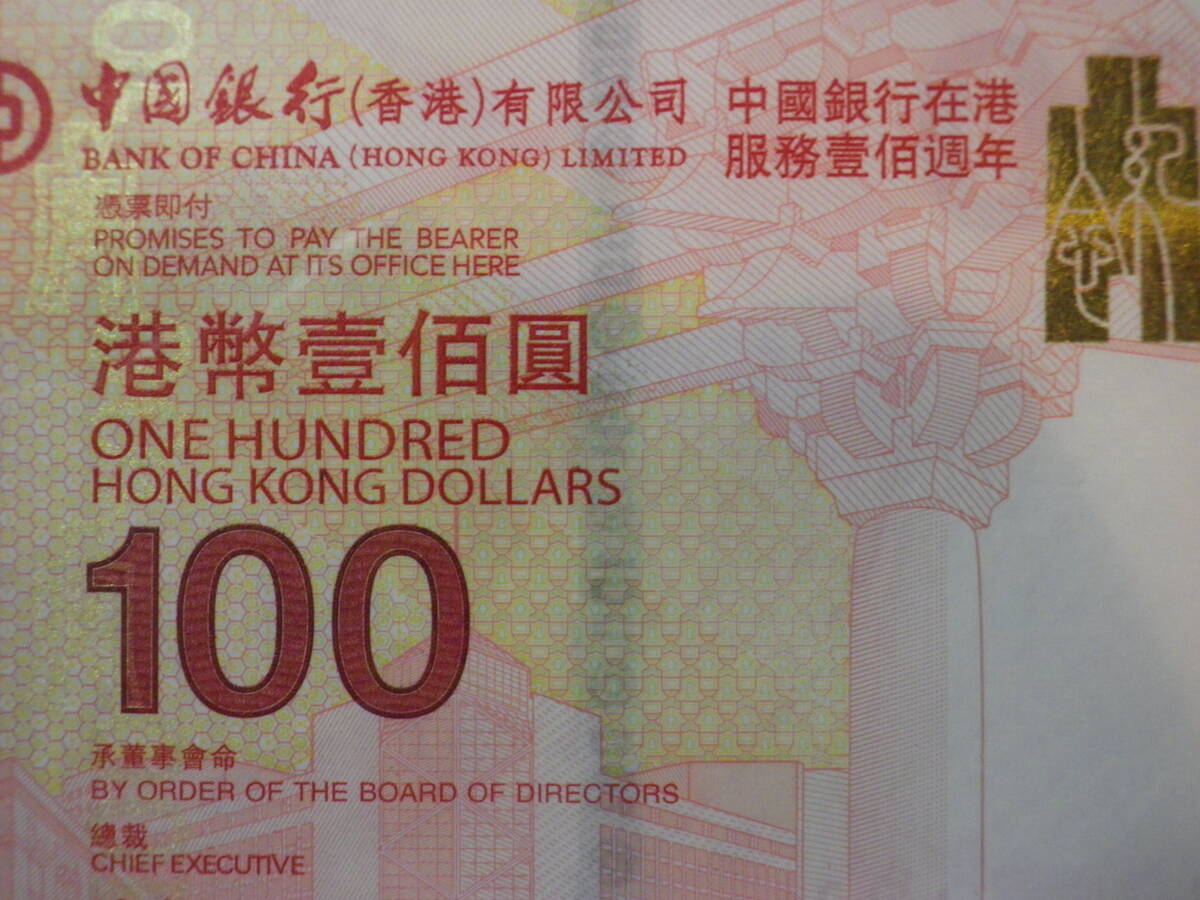 中国銀行(香港)有限公司
BANK OF CHINA (HONG KONG) LIMITED
中國銀行在港
服務壹佰週年
憑票即付
PROMISES TO PAY THE BEARER
ON DEMAND AT ITS OFFICE HERE
港幣壹佰圓
ONE HUNDRED
HONG KONG DOLLARS
100
承董事會命
BY ORDER OF THE BOARD OF DIRECTORS
總裁
CHIEF EXECUTIVE